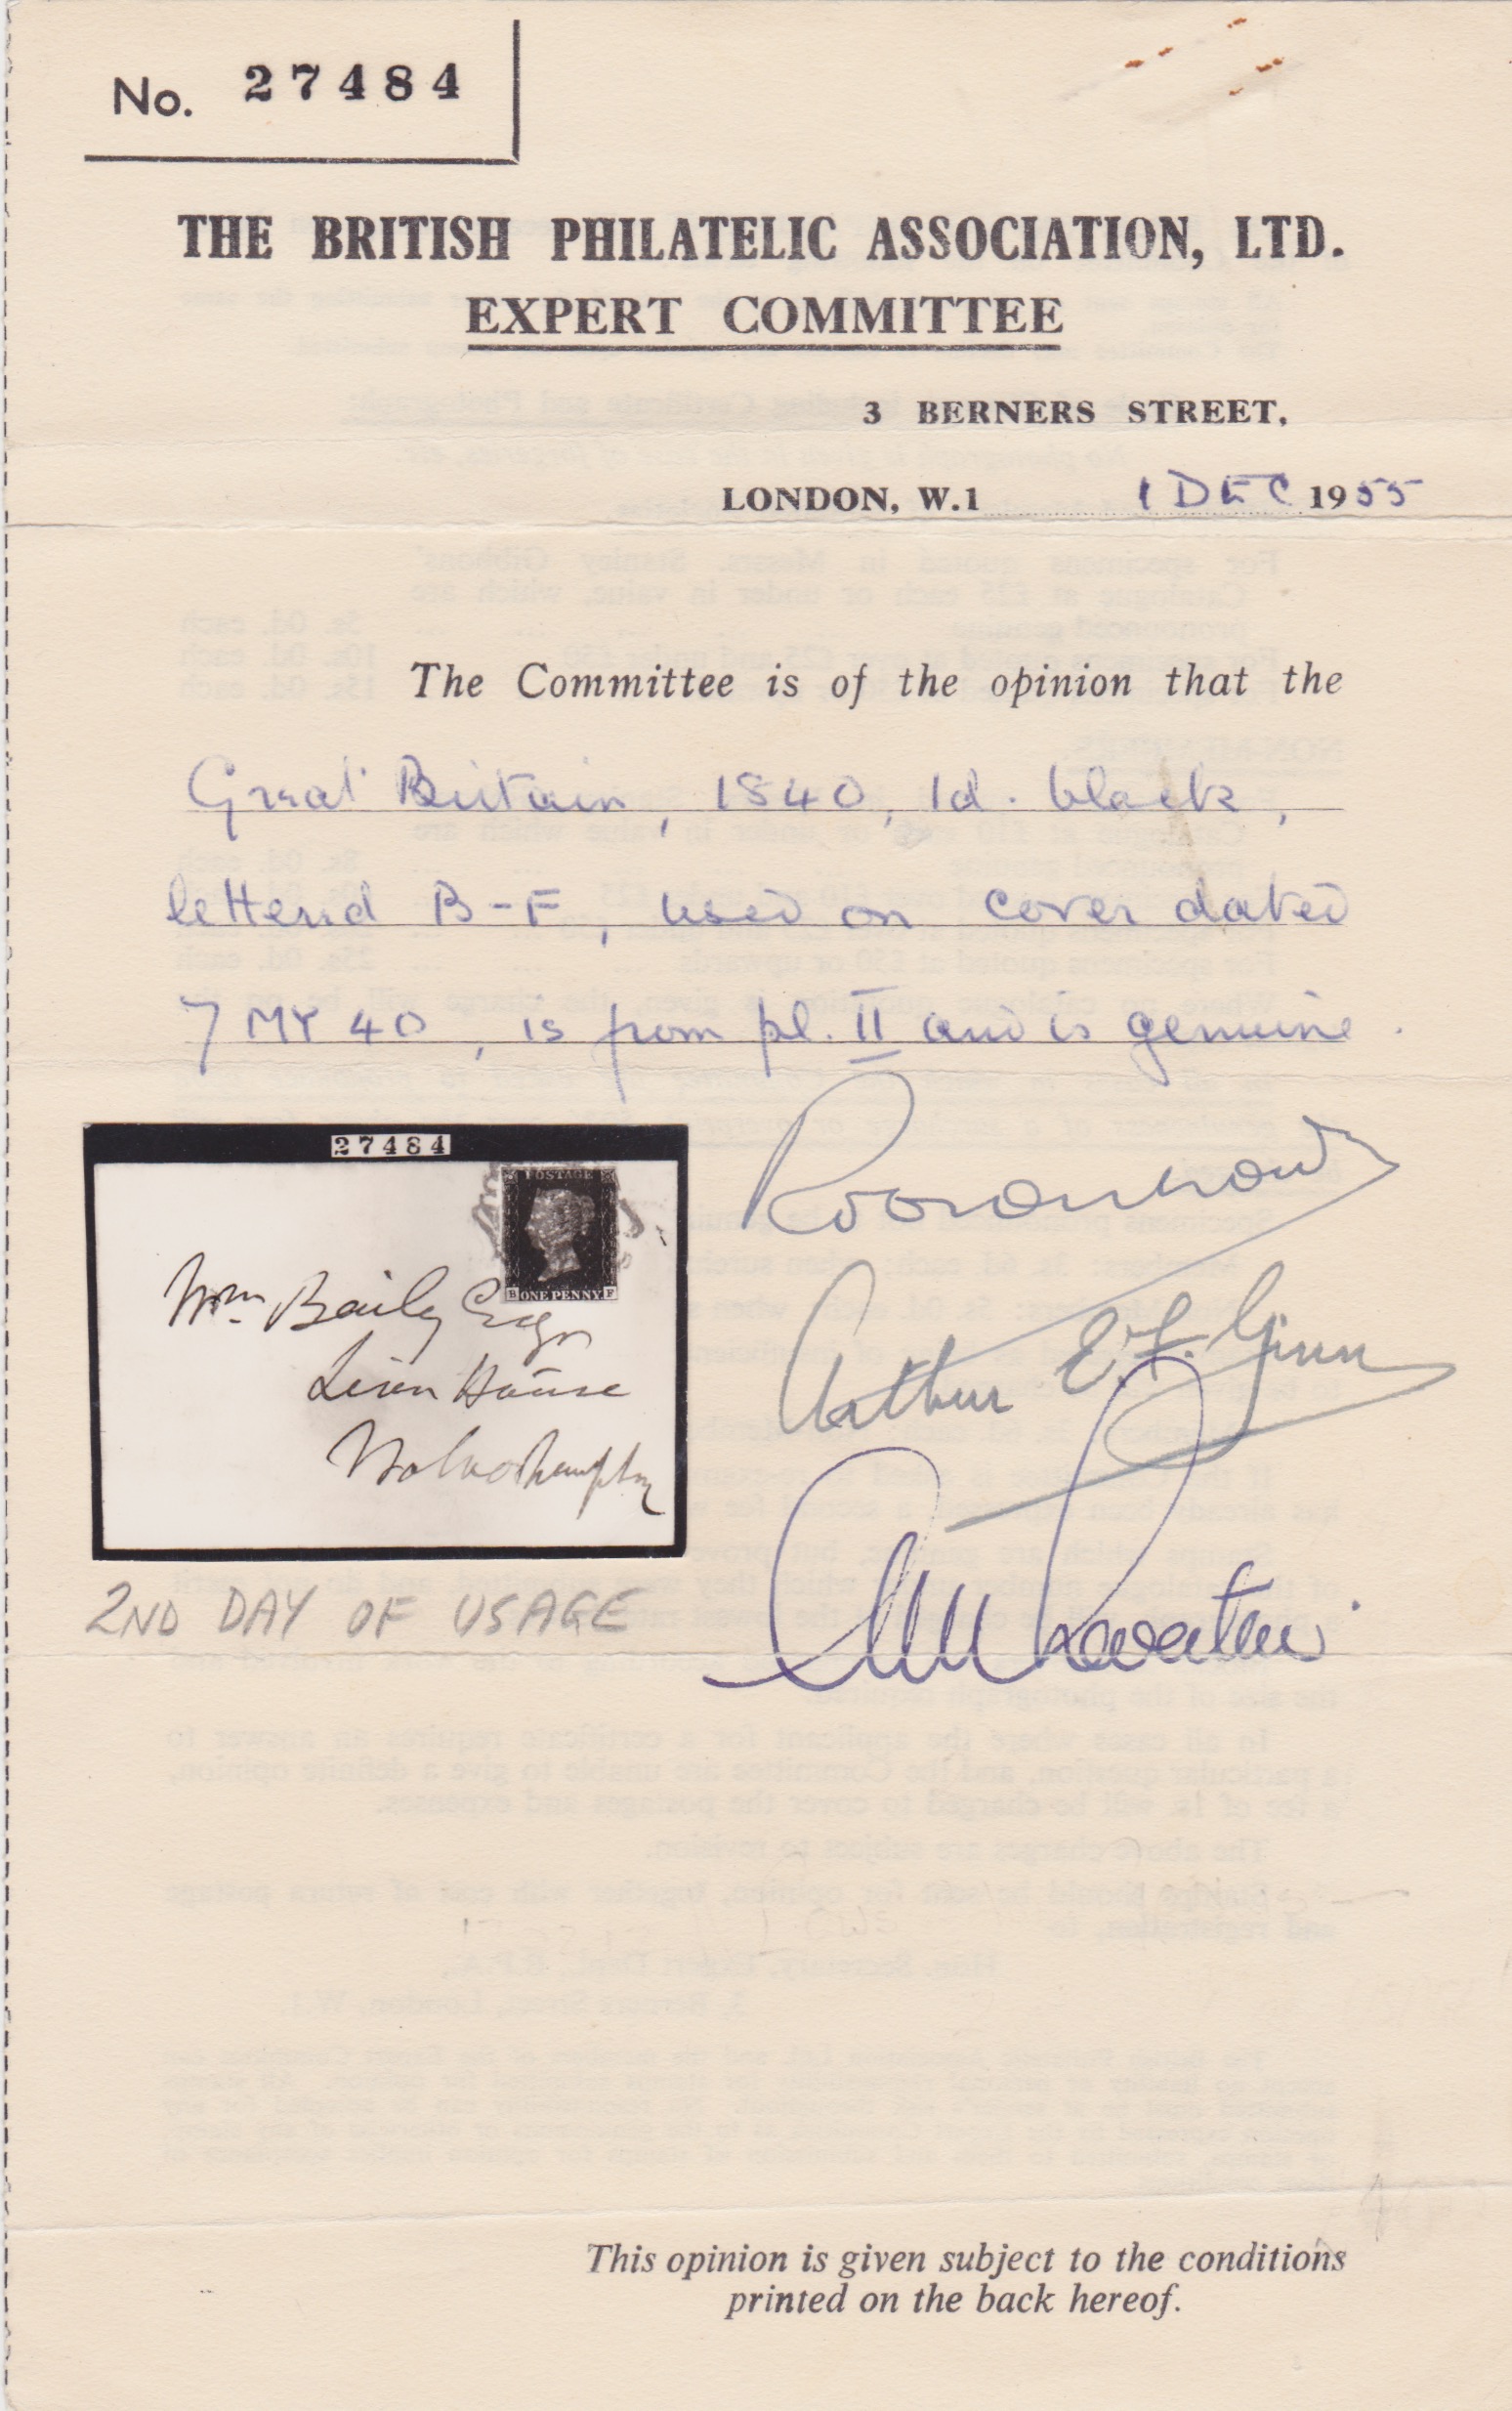 No. 27484
THE BRITISH PHILATELIC ASSOCIATION, LTD.
EXPERT COMMITTEE
3 BERNERS STREET,
LONDON, W.1 1 DEC 1955
The Committee is of the opinion that the
Great Britain, 1840, 1d. black,
lettered B-F, used on cover dated
7 MY 40, is from pl. II and is genuine.
27484
POSTAGE
B ONE PENNY F
Wm. Baily Esqr
House
Wolverhampton
Arthur E.F. Ginn
2ND DAY OF USAGE
This opinion is given subject to the conditions
printed on the back hereof.